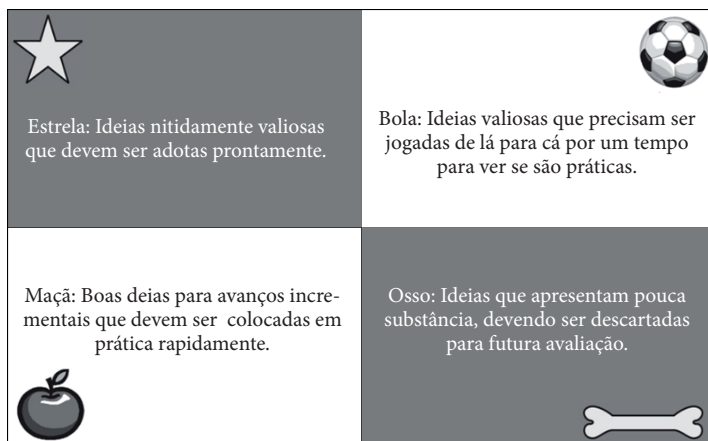 Estrela: Ideias nitidamente valiosas
que devem ser adotas prontamente.
Bola: Ideias valiosas que precisam ser
jogadas de lá para cá por um tempo
para ver se são práticas.
Maçã: Boas deias para avanços incre-
mentais que devem ser colocadas em
prática rapidamente.
Osso: Ideias que apresentam pouca
substância, devendo ser descartadas
para futura avaliação.